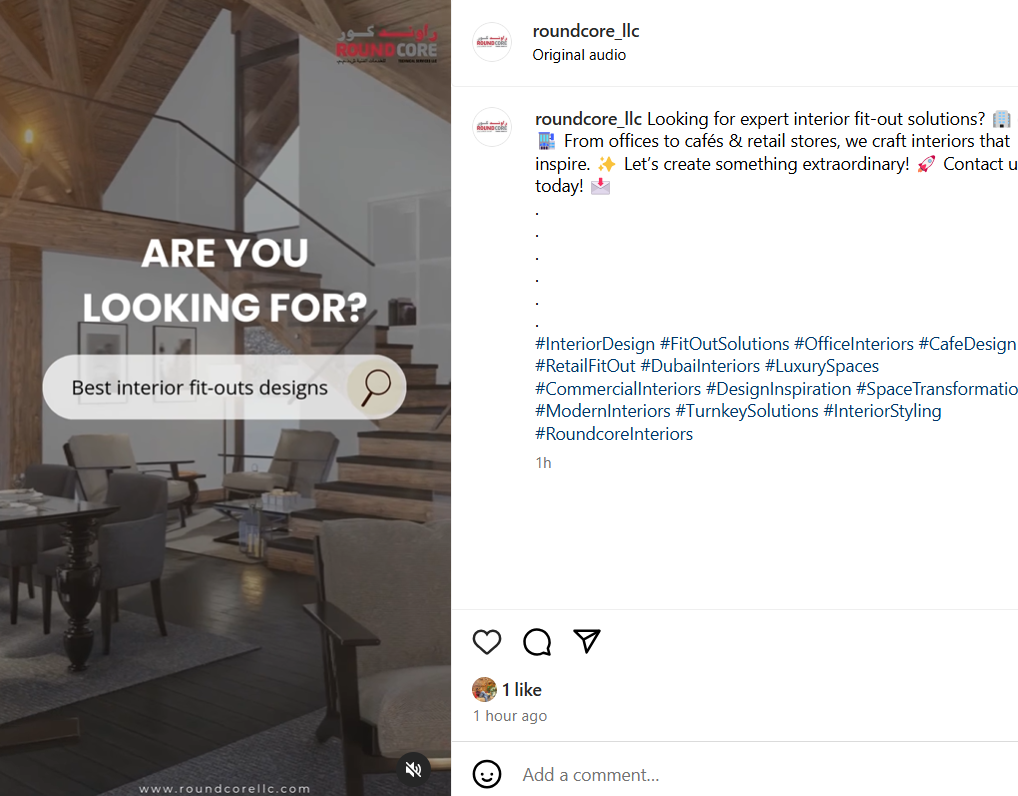 راوند كور
ROUNDCORE
TECHNICAL SERVICES LLC
ARE YOU
LOOKING FOR?
Best interior fit-outs designs
www.roundcorellc.com
roundcore_llc
Original audio
roundcore_llc Looking for expert interior fit-out solutions? 🏢
🏬 From offices to cafés & retail stores, we craft interiors that
inspire. ✨ Let’s create something extraordinary! 🚀 Contact u
today! 📩
.
.
.
.
.
.
#InteriorDesign #FitOutSolutions #OfficeInteriors #CafeDesign
#RetailFitOut #DubaiInteriors #LuxurySpaces
#CommercialInteriors #DesignInspiration #SpaceTransformatio
#ModernInteriors #TurnkeySolutions #InteriorStyling
#RoundcoreInteriors
1h
1 like
1 hour ago
Add a comment...